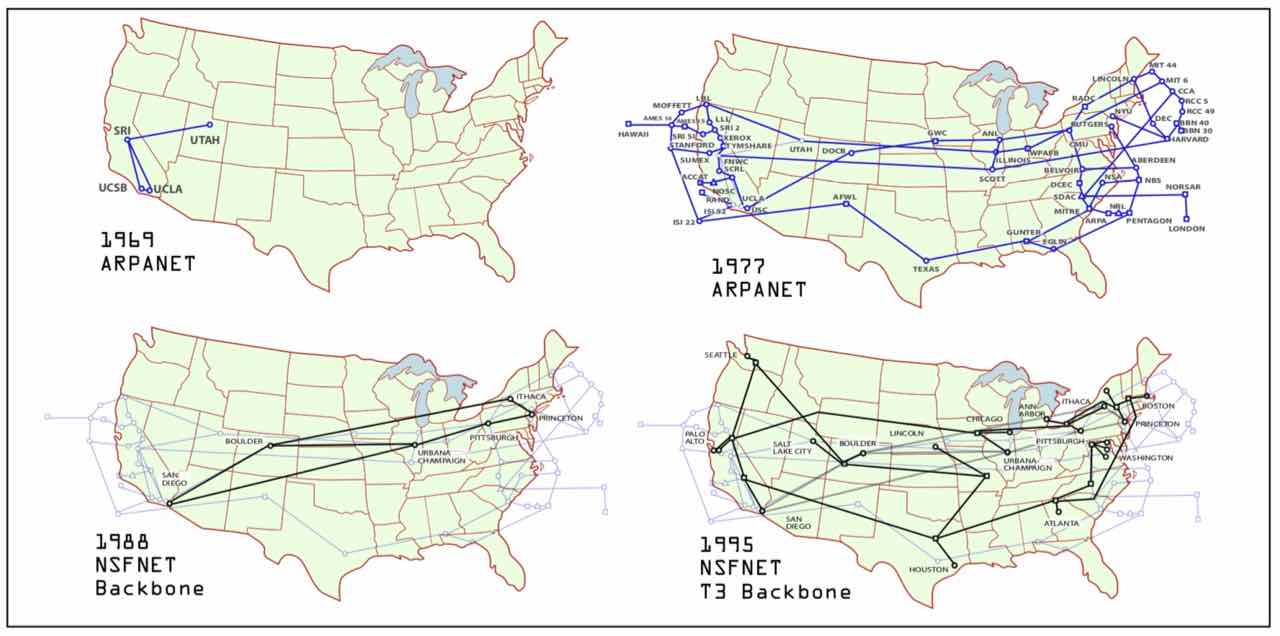 SRI
UTAH
UCSB
UCLA
1969
ARPANET
MIT 44
LINCOLN
MIT 6
CCA
RADC
RCC 5
NYU
RCC 49
DEC
BBN 40
BBN 30
HARVARD
RUTGERS
CMU
LBL
MOFFETT
AMES 16
AMES 15
LLL
HAWAII
SRI 2
SRI 51
XEROX
STANFORD
TYMSHARE
SUMEX
FNWC
SCRL
ACCAT
NOSC
RAND
UCLA
ISI 52
USC
ISI 22
UTAH
DOCB
GWC
ANL
WPAFB
ILLINOIS
SCOTT
AFWL
TEXAS
GUNTER
EGLIN
ABERDEEN
BELVOIR
NSA
NBS
DCEC
SDAC
NORSAR
MITRE
ARPA
NRL
PENTAGON
LONDON
1977
ARPANET
ITHACA
PRINCETON
PITTSBURGH
BOULDER
URBANA
CHAMPAIGN
SAN
DIEGO
1988
NSFNET
Backbone
SEATTLE
PALO
ALTO
SALT
LAKE CITY
BOULDER
LINCOLN
CHICAGO
ANN
ARBOR
ITHACA
BOSTON
PRINCETON
PITTSBURGH
WASHINGTON
URBANA
CHAMPAIGN
SAN
DIEGO
ATLANTA
HOUSTON
1995
NSFNET
T3 Backbone